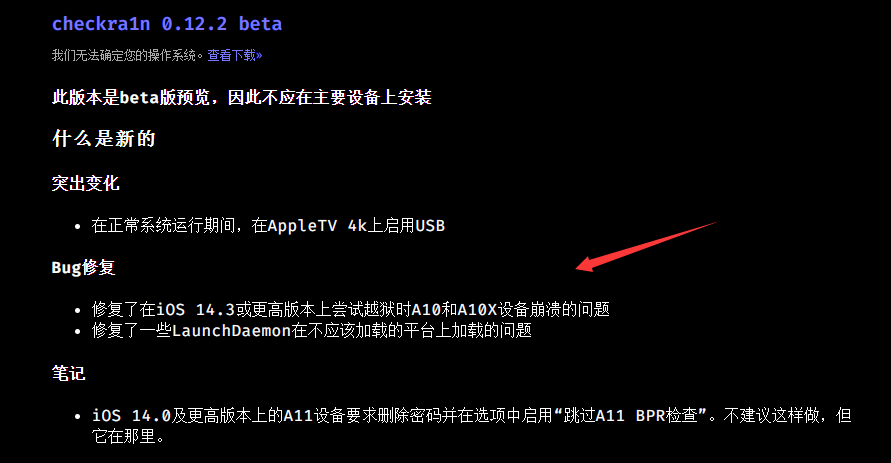 checkra1n 0.12.2 beta
我们无法确定您的操作系统。查看下载»
此版本是beta版预览，因此不应在主要设备上安装
什么是新的
突出变化
• 在正常系统运行期间，在AppleTV 4k上启用USB
Bug修复
• 修复了在iOS 14.3或更高版本上尝试越狱时A10和A10X设备崩溃的问题
• 修复了一些LaunchDaemon在不应该加载的平台上加载的问题
笔记
• iOS 14.0及更高版本上的A11设备要求删除密码并在选项中启用“跳过A11 BPR检查”。不建议这样做，但
它在那里。